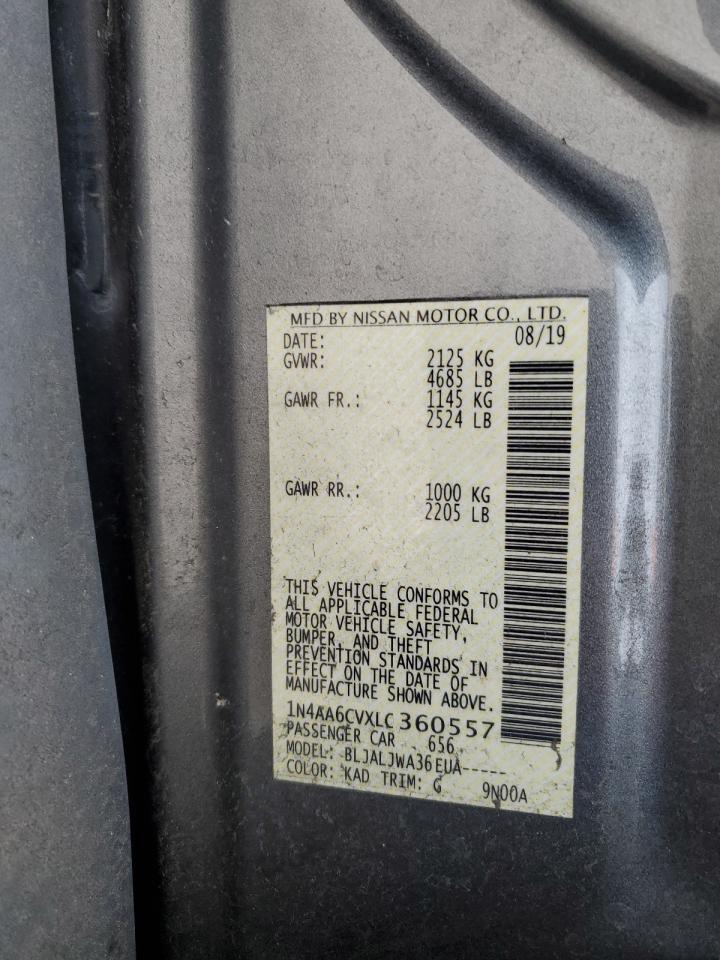 MFD BY NISSAN MOTOR CO., LTD.
DATE: 08/19
GVWR: 2125 KG
4685 LB
GAWR FR.: 1145 KG
2524 LB
GAWR RR.: 1000 KG
2205 LB
THIS VEHICLE CONFORMS TO
ALL APPLICABLE FEDERAL
MOTOR VEHICLE SAFETY,
BUMPER, AND THEFT
PREVENTION STANDARDS IN
EFFECT ON THE DATE OF
MANUFACTURE SHOWN ABOVE.
1N4AA6CVXLC360557
PASSENGER CAR 656
MODEL: BLJALJWA36EUA-----
COLOR: KAD TRIM: G 9N00A